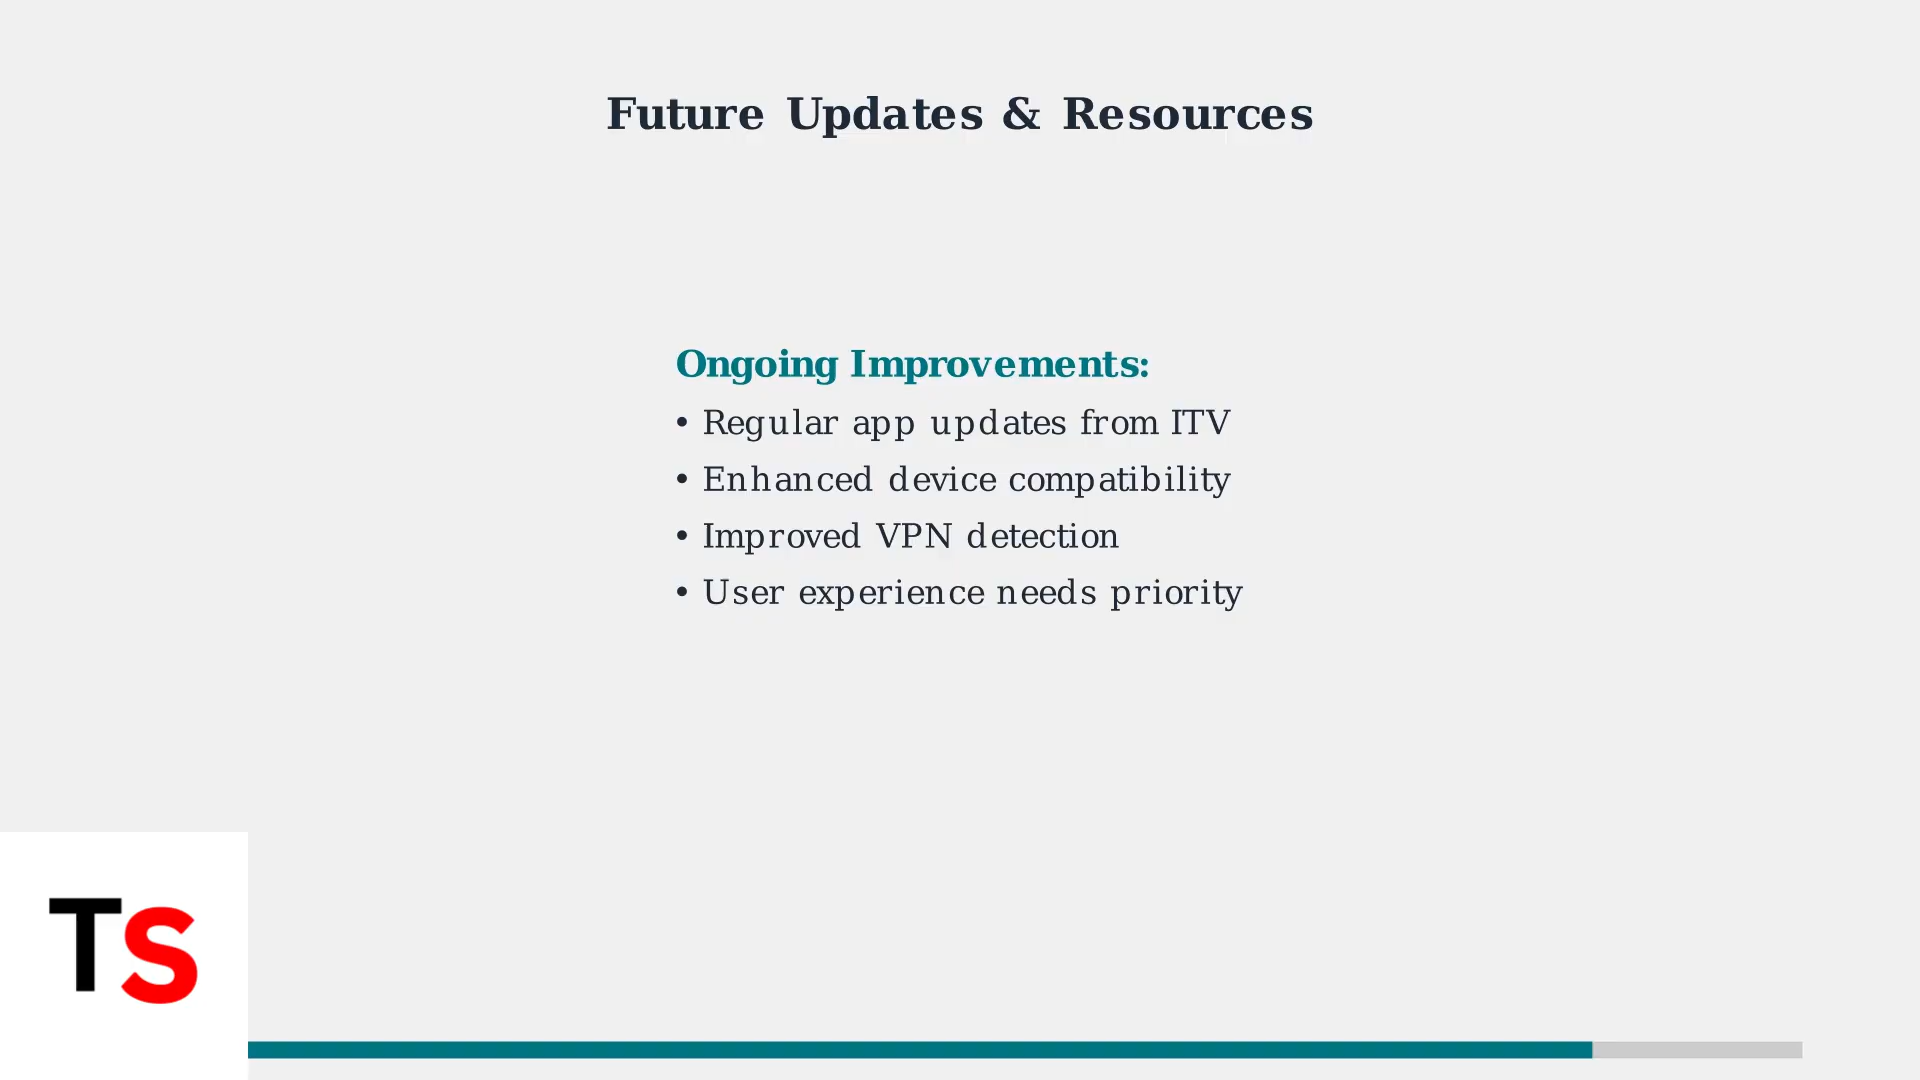 Future Updates & Resources
Ongoing Improvements:
• Regular app updates from ITV
• Enhanced device compatibility
• Improved VPN detection
• User experience needs priority
TS